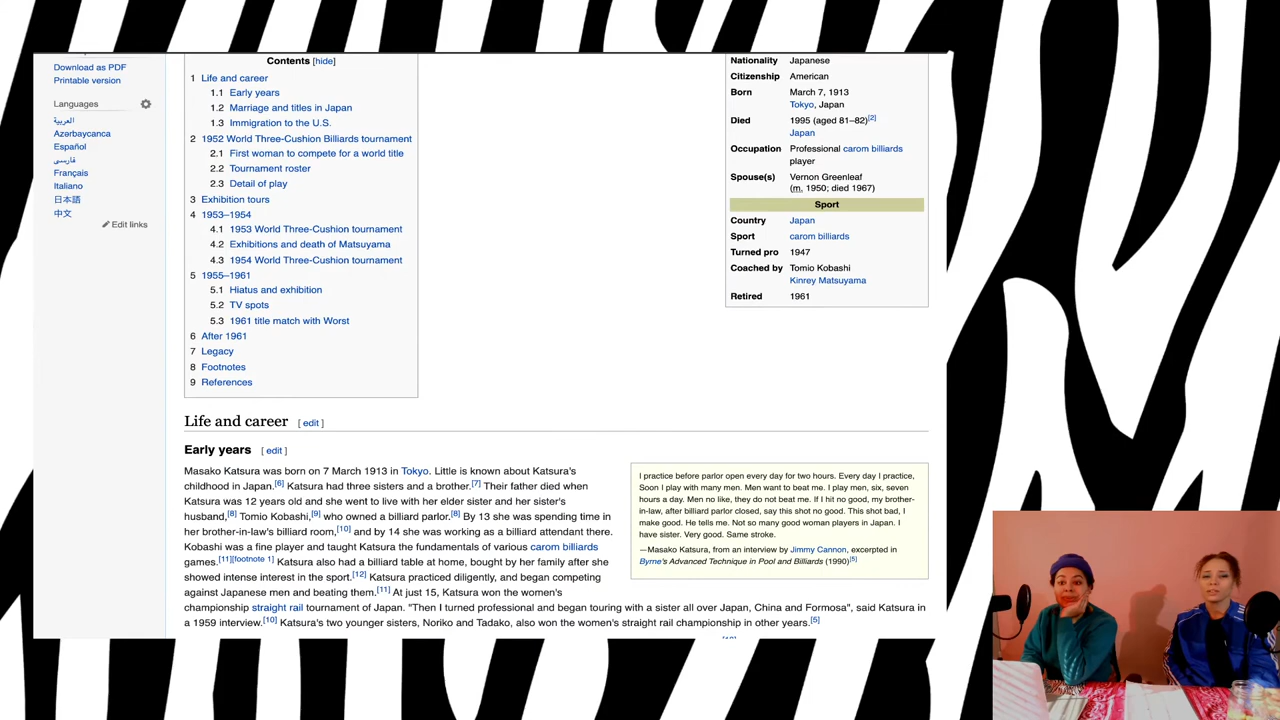 Download as PDF
Printable version
Languages
العربية
Azərbaycanca
Español
فارسی
Français
Italiano
日本語
中文
Edit links
Contents [hide]
1 Life and career
1.1 Early years
1.2 Marriage and titles in Japan
1.3 Immigration to the U.S.
2 1952 World Three-Cushion Billiards tournament
2.1 First woman to compete for a world title
2.2 Tournament roster
2.3 Detail of play
3 Exhibition tours
4 1953–1954
4.1 1953 World Three-Cushion tournament
4.2 Exhibitions and death of Matsuyama
4.3 1954 World Three-Cushion tournament
5 1955–1961
5.1 Hiatus and exhibition
5.2 TV spots
5.3 1961 title match with Worst
6 After 1961
7 Legacy
8 Footnotes
9 References
Nationality Japanese
Citizenship American
Born March 7, 1913
Tokyo, Japan
Died 1995 (aged 81–82)[2]
Japan
Occupation Professional carom billiards
player
Spouse(s) Vernon Greenleaf
(m. 1950; died 1967)
Sport
Country Japan
Sport carom billiards
Turned pro 1947
Coached by Tomio Kobashi
Kinrey Matsuyama
Retired 1961
Life and career [ edit ]
Early years [ edit ]
Masako Katsura was born on 7 March 1913 in Tokyo. Little is known about Katsura's
childhood in Japan.[6] Katsura had three sisters and a brother.[7] Their father died when
Katsura was 12 years old and she went to live with her elder sister and her sister's
husband,[8] Tomio Kobashi,[9] who owned a billiard parlor.[8] By 13 she was spending time in
her brother-in-law's billiard room,[10] and by 14 she was working as a billiard attendant there.
Kobashi was a fine player and taught Katsura the fundamentals of various carom billiards
games.[11][footnote 1] Katsura also had a billiard table at home, bought by her family after she
showed intense interest in the sport.[12] Katsura practiced diligently, and began competing
against Japanese men and beating them.[11] At just 15, Katsura won the women's
championship straight rail tournament of Japan. "Then I turned professional and began touring with a sister all over Japan, China and Formosa", said Katsura in
a 1959 interview.[10] Katsura's two younger sisters, Noriko and Tadako, also won the women's straight rail championship in other years.[5]
I practice before parlor open every day for two hours. Every day I practice,
Soon I play with many men. Men want to beat me. I play men, six, seven
hours a day. Men no like, they do not beat me. If I hit no good, my brother-
in-law, after billiard parlor closed, say this shot no good. This shot bad, I
make good. He tells me. Not so many good woman players in Japan. I
have sister. Very good. Same stroke.
—Masako Katsura, from an interview by Jimmy Cannon, excerpted in
Byrne's Advanced Technique in Pool and Billiards (1990)[5]